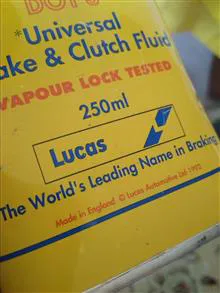 *Universal
ake & Clutch Fluid
VAPOUR LOCK TESTED
250ml
Lucas
The World's Leading Name in Braking
Made in England © Lucas Automotive Ltd 1992